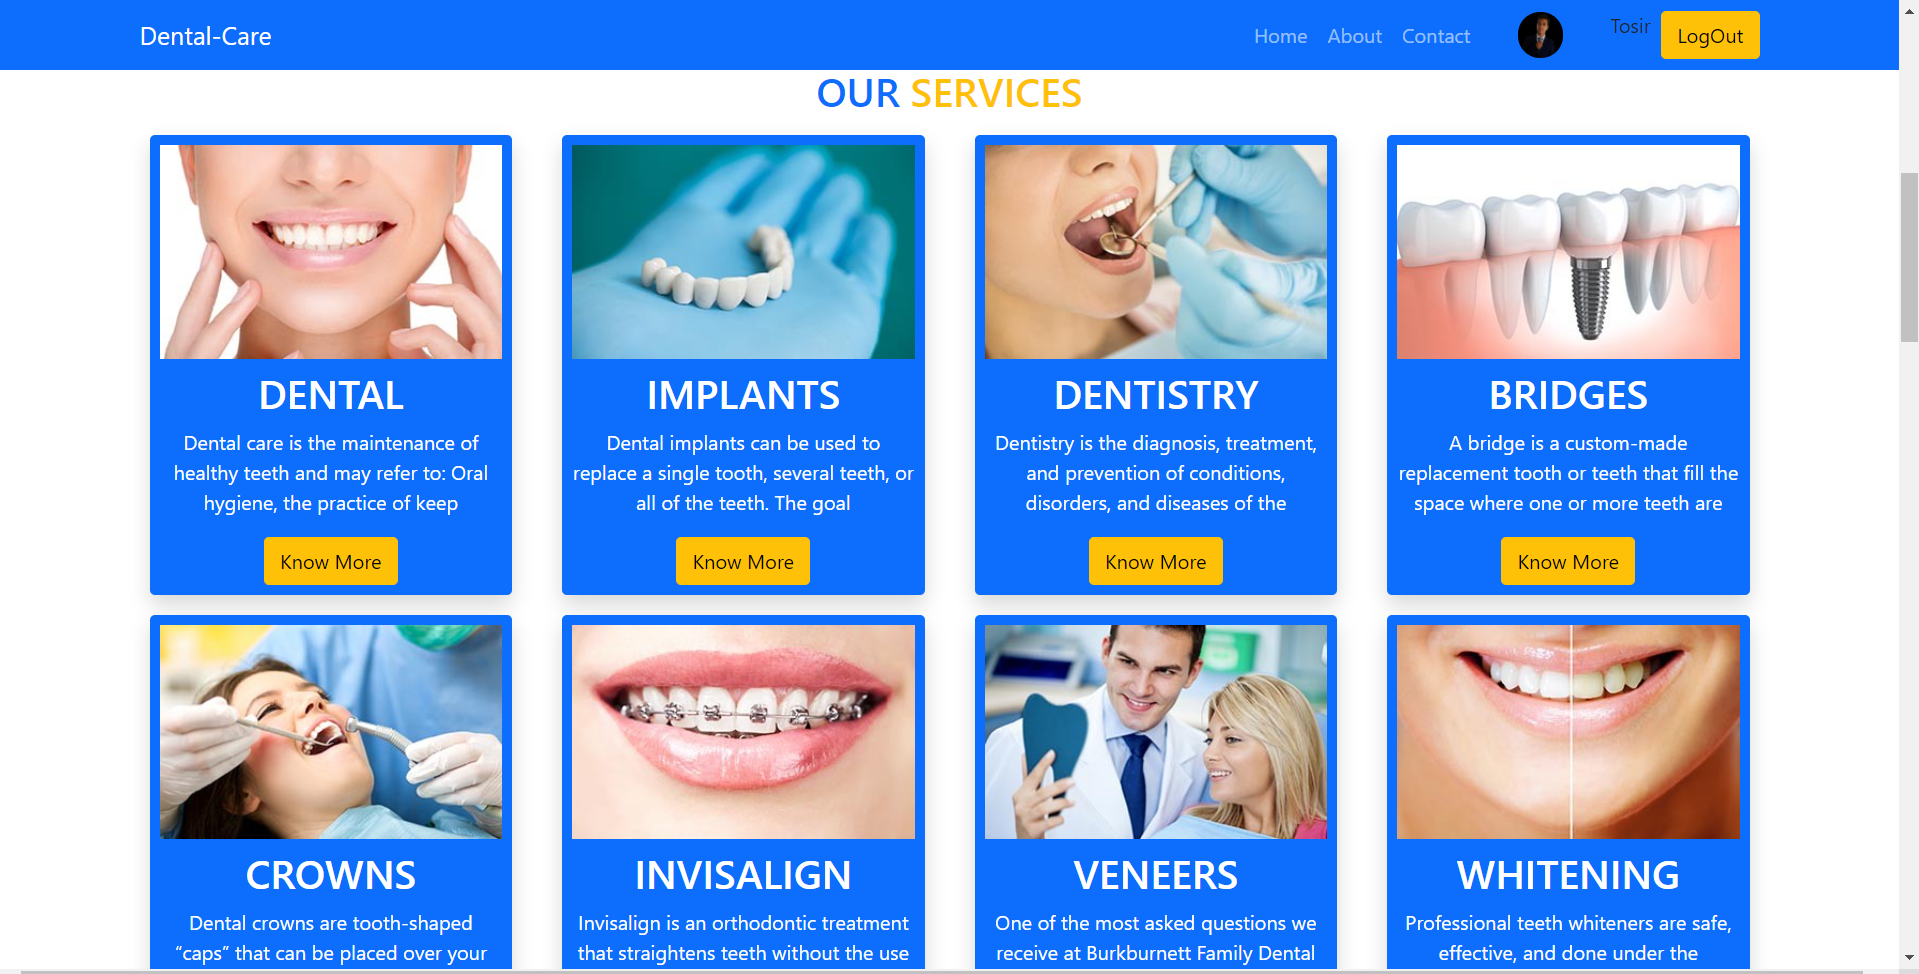 Dental-Care
Home About Contact Tosir LogOut
OUR SERVICES
DENTAL
Dental care is the maintenance of
healthy teeth and may refer to: Oral
hygiene, the practice of keep
Know More
IMPLANTS
Dental implants can be used to
replace a single tooth, several teeth, or
all of the teeth. The goal
Know More
DENTISTRY
Dentistry is the diagnosis, treatment,
and prevention of conditions,
disorders, and diseases of the
Know More
BRIDGES
A bridge is a custom-made
replacement tooth or teeth that fill the
space where one or more teeth are
Know More
CROWNS
Dental crowns are tooth-shaped
“caps” that can be placed over your
INVISALIGN
Invisalign is an orthodontic treatment
that straightens teeth without the use
VENEERS
One of the most asked questions we
receive at Burkburnett Family Dental
WHITENING
Professional teeth whiteners are safe,
effective, and done under the